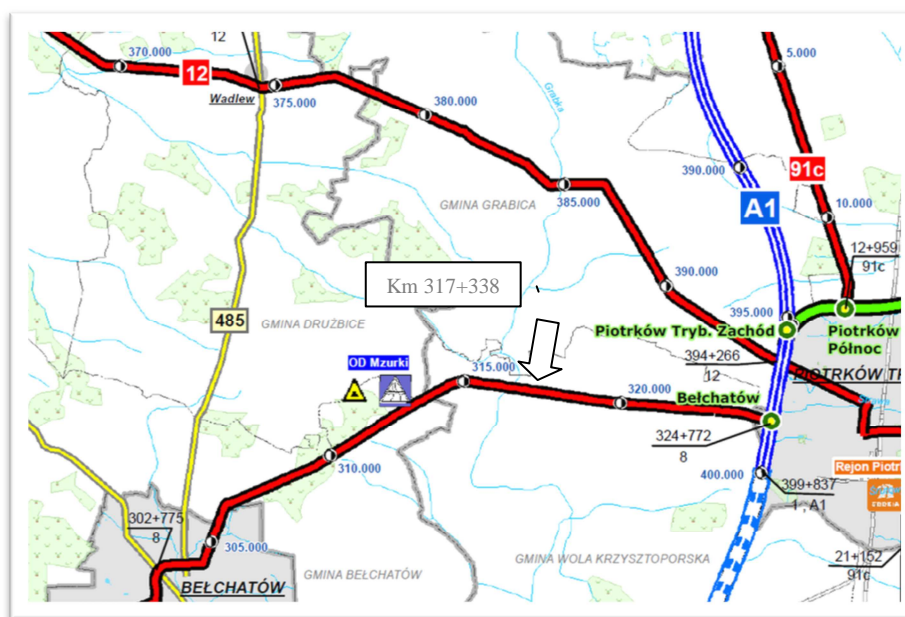 12
370.000
5.000
12
Wadlew
375.000
380.000
Grabka
390.000
91c
A1
385.000
GMINA GRABICA
10.000
12+959
91c
390.000
Km 317+338
395.000
485
GMINA DRUŻBICE
Piotrków Tryb. Zachód
Piotrków
Północ
OD Mzurki
315.000
394+266
12
PIOTRKÓW TR
320.000
Bełchatów
324+772
8
310.000
400.000
399+837
1, A1
Rejon Piotr
302+775
8
305.000
GMINA WOLA KRZYSZTOPORSKA
21+152
91c
GMINA BEŁCHATÓW
BEŁCHATÓW